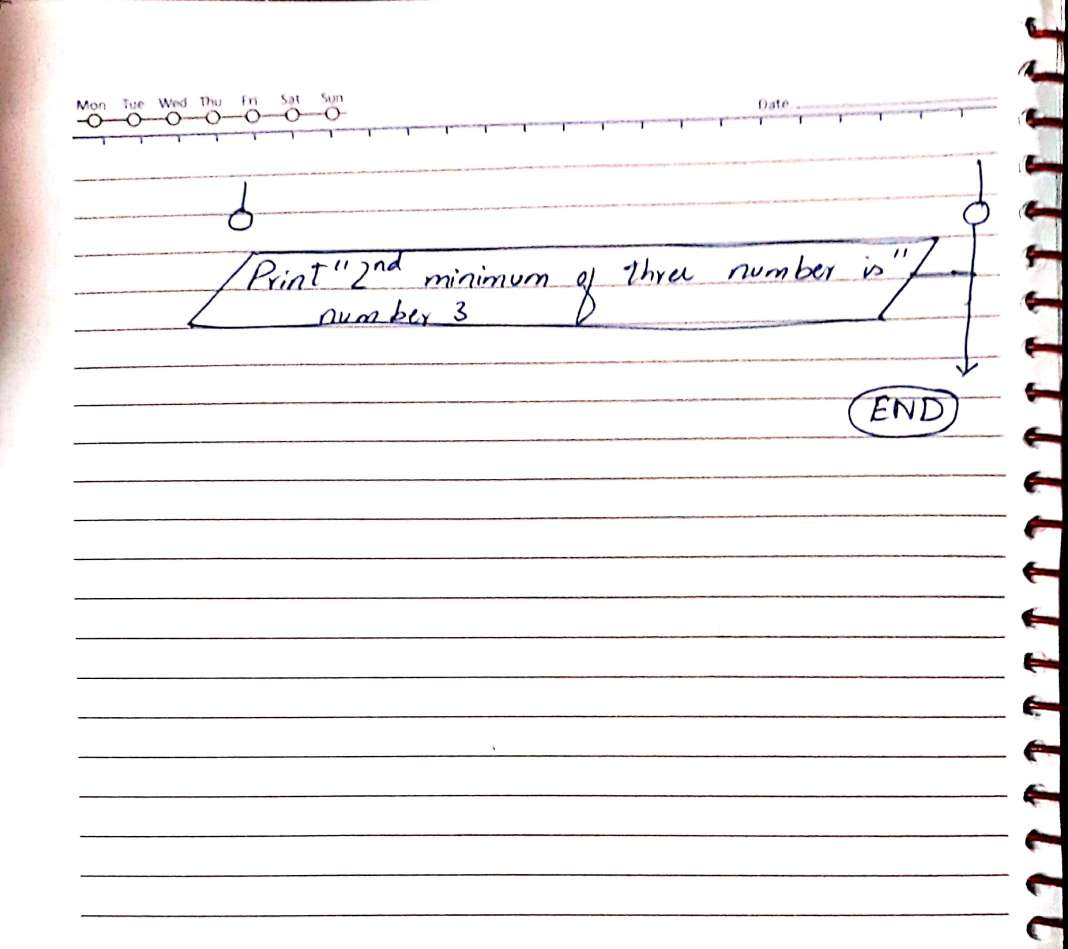 Mon Tue Wed Thu Fri Sat Sun
Date
Print "2nd minimum of three number is"
number 3
END